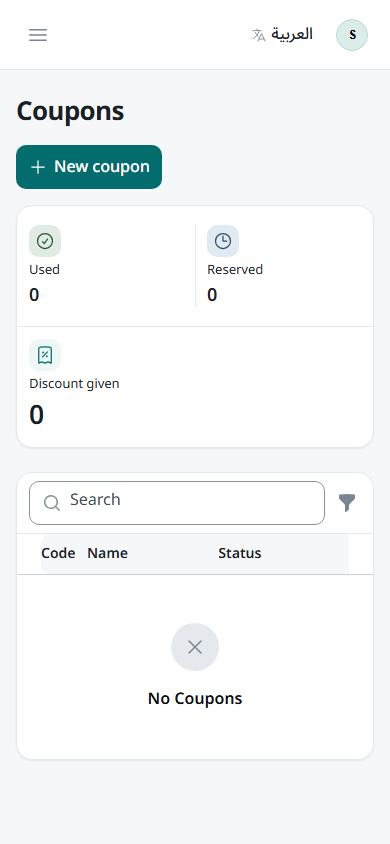 العربية
S
Coupons
New coupon
Used
0
Reserved
0
Discount given
0
Search
Code Name Status
No Coupons